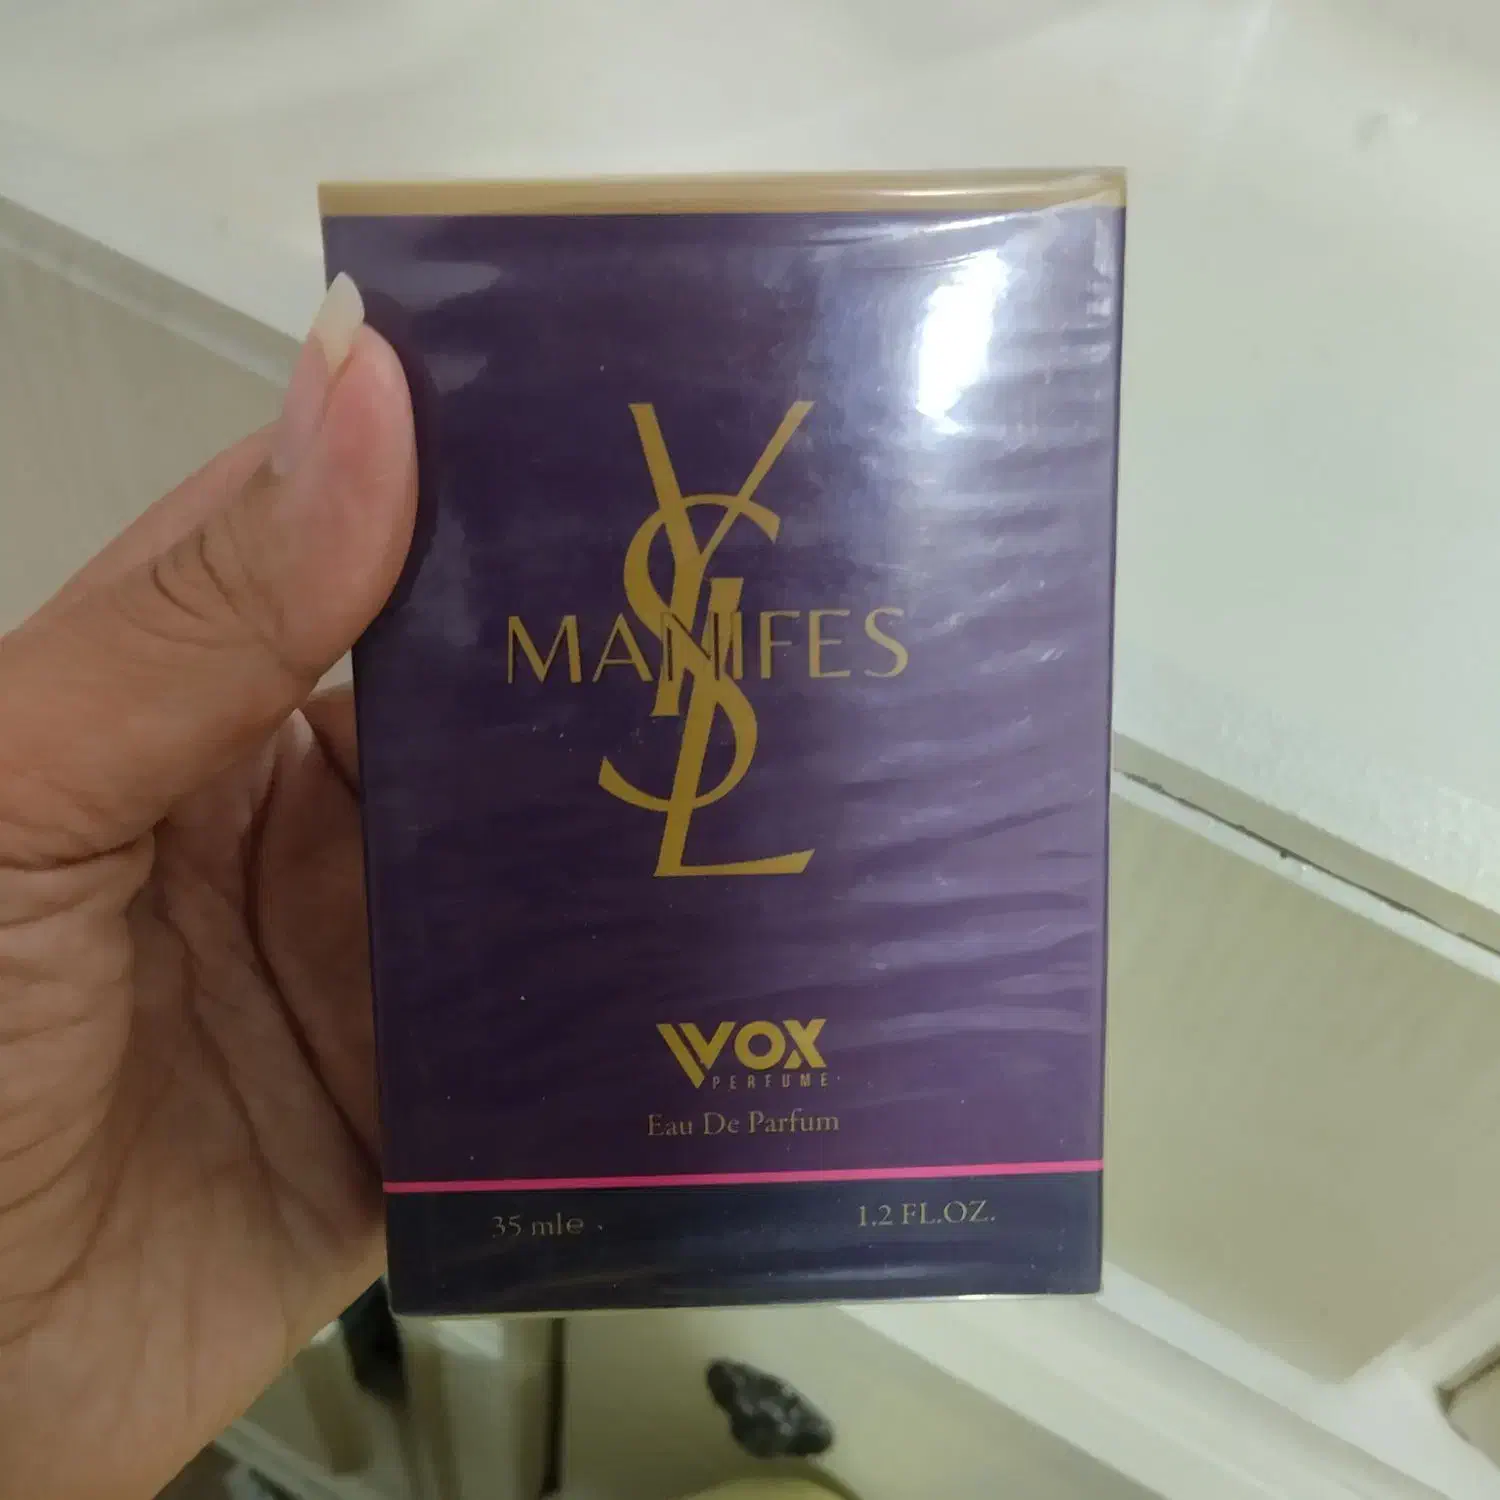 YSL
MANIFES
VOX
PERFUME
Eau De Parfum
35 mle 1.2 FL.OZ.